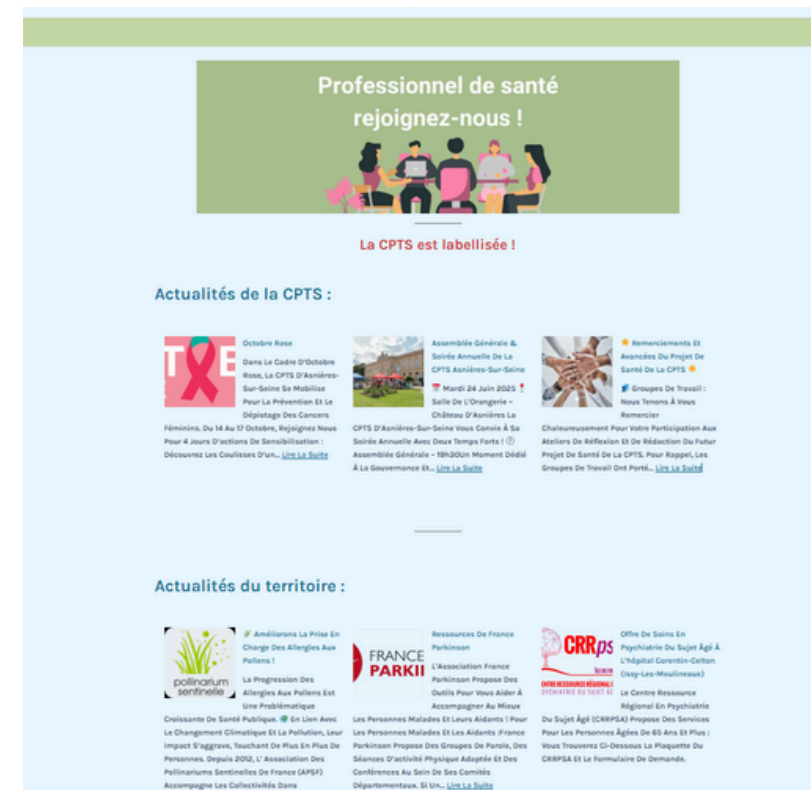 Professionnel de santé
rejoignez-nous !
La CPTS est labellisée !
Actualités de la CPTS :
T E
Octobre Rose
Dans Le Cadre D'Octobre
Rose, La CPTS D'Asnières-
Sur-Seine Se Mobilise
Pour La Prévention Et Le
Dépistage Des Cancers
Féminins. Du 14 Au 17 Octobre, Rejoignez Nous
Pour 4 Jours D'actions De Sensibilisation :
Découvrez Les Coulisses D'un... Lire La Suite
Assemblée Générale &
Soirée Annuelle De La
CPTS Asnières-Sur-Seine
📅 Mardi 24 Juin 2025 📍
Salle De L'Orangerie –
Château D'Asnières La
CPTS D'Asnières-Sur-Seine Vous Convie À Sa
Soirée Annuelle Avec Deux Temps Forts ! 🕘
Assemblée Générale – 19h30Un Moment Dédié
À La Gouvernance Et... Lire La Suite
🌟 Remerciements Et
Avancées Du Projet De
Santé De La CPTS 🌟
Groupes De Travail :
Nous Tenons À Vous
Remercier
Chaleureusement Pour Votre Participation Aux
Ateliers De Réflexion Et De Rédaction Du Futur
Projet De Santé De La CPTS. Pour Rappel, Les
Groupes De Travail Ont Porté... Lire La Suite
Actualités du territoire :
pollinarium
sentinelle
🌿 Améliorons La Prise En
Charge Des Allergies Aux
Pollens !
La Progression Des
Allergies Aux Pollens Est
Une Problématique
Croissante De Santé Publique. 🌍 En Lien Avec
Le Changement Climatique Et La Pollution, Leur
Impact S'aggrave, Touchant De Plus En Plus De
Personnes. Depuis 2012, L' Association Des
Pollinariums Sentinelles De France (APSF)
Accompagne Les Collectivités Dans
FRANCE
PARKII
Ressources De France
Parkinson
L'Association France
Parkinson Propose Des
Outils Pour Vous Aider À
Accompagner Au Mieux
Les Personnes Malades Et Leurs Aidants ! Pour
Les Personnes Malades Et Les Aidants :France
Parkinson Propose Des Groupes De Parole, Des
Séances D'activité Physique Adaptée Et Des
Conférences Au Sein De Ses Comités
Départementaux. Si Un... Lire La Suite
CRRps
ENTRE RESSOURCE RÉGIONAL
PSYCHIATRIE DU SUJET ÂG
Offre De Soins En
Psychiatrie Du Sujet Âgé À
L'hôpital Corentin-Celton
(Issy-Les-Moulineaux)
Le Centre Ressource
Régional En Psychiatrie
Du Sujet Âgé (CRRPSA) Propose Des Services
Pour Les Personnes Âgées De 65 Ans Et Plus :
Vous Trouverez Ci-Dessous La Plaquette Du
CRRPSA Et Le Formulaire De Demande.